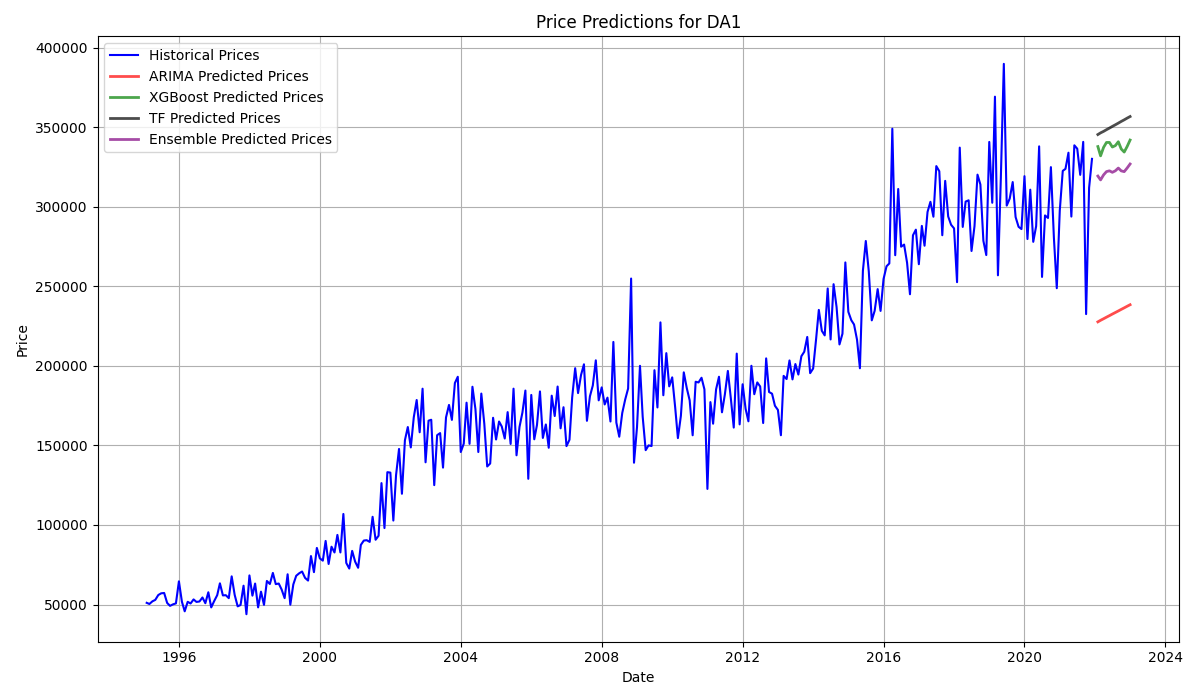 Price Predictions for DA1
Historical Prices
ARIMA Predicted Prices
XGBoost Predicted Prices
TF Predicted Prices
Ensemble Predicted Prices
400000
350000
300000
250000
200000
150000
100000
50000
Price
1996
2000
2004
2008
2012
2016
2020
2024
Date